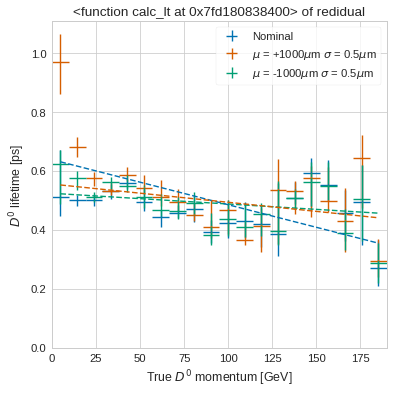 <function calc_lt at 0x7fd180838400> of redidual
Nominal
μ = +1000μm σ = 0.5μm
μ = -1000μm σ = 0.5μm
D⁰ lifetime [ps]
1.0
0.8
0.6
0.4
0.2
0.0
0 25 50 75 100 125 150 175
True D⁰ momentum [GeV]